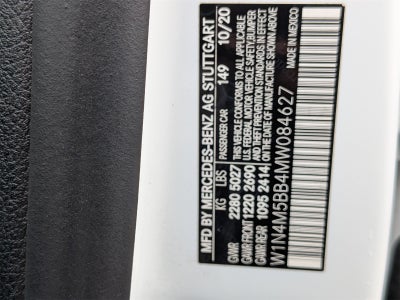 MFD BY MERCEDES-BENZ AG STUTTGART
PASSENGER CAR 149 10/20
KG LBS
GVWR 2280 5027
GAWR FRONT 1220 2690
GAWR REAR 1095 2414
THIS VEHICLE CONFORMS TO ALL APPLICABLE
U.S. FEDERAL MOTOR VEHICLE SAFETY, BUMPER
AND THEFT PREVENTION STANDARDS IN EFFECT
ON THE DATE OF MANUFACTURE SHOWN ABOVE
MADE IN MEXICO
W1N4M5BB4MW084627